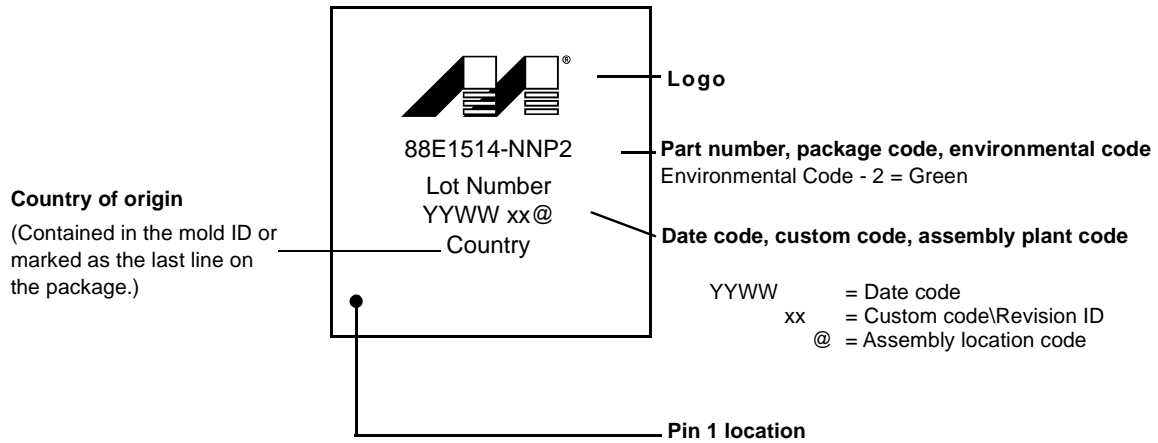 ®
Logo
88E1514-NNP2
Part number, package code, environmental code
Environmental Code - 2 = Green
Lot Number
YYWW xx@
Country
Country of origin
(Contained in the mold ID or
marked as the last line on
the package.)
Date code, custom code, assembly plant code
YYWW = Date code
xx = Custom code\Revision ID
@ = Assembly location code
Pin 1 location